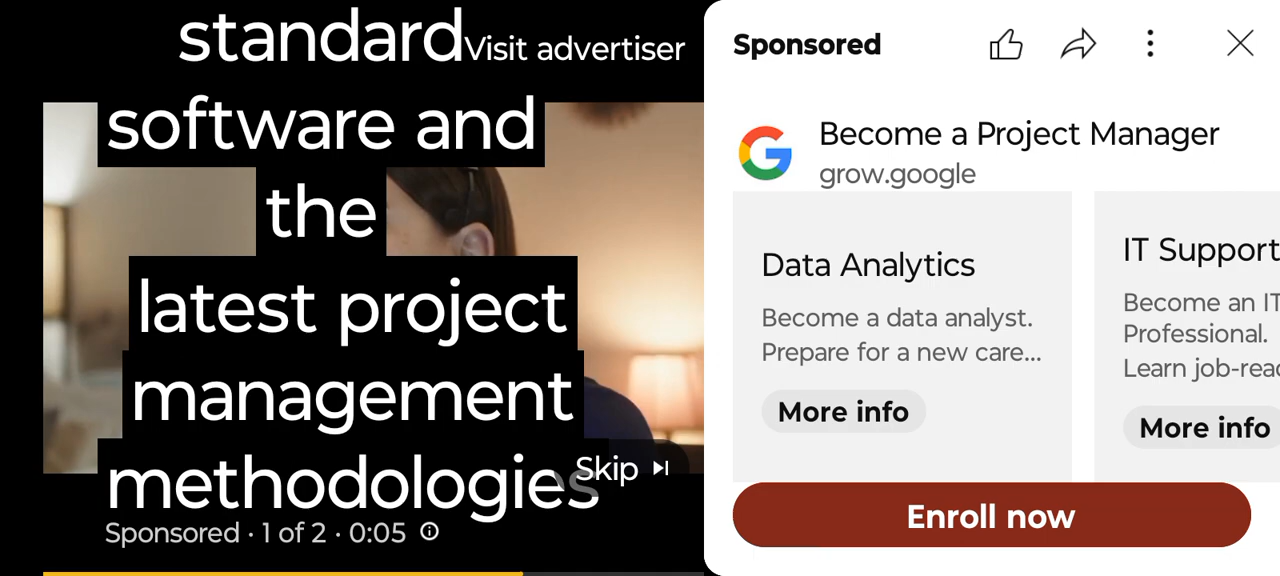 standard
Visit advertiser
software and
the
latest project
management
methodologies
Skip
Sponsored · 1 of 2 · 0:05
Sponsored
Become a Project Manager
grow.google
Data Analytics
Become a data analyst.
Prepare for a new care...
More info
IT Support
Become an IT
Professional.
Learn job-read
More info
Enroll now